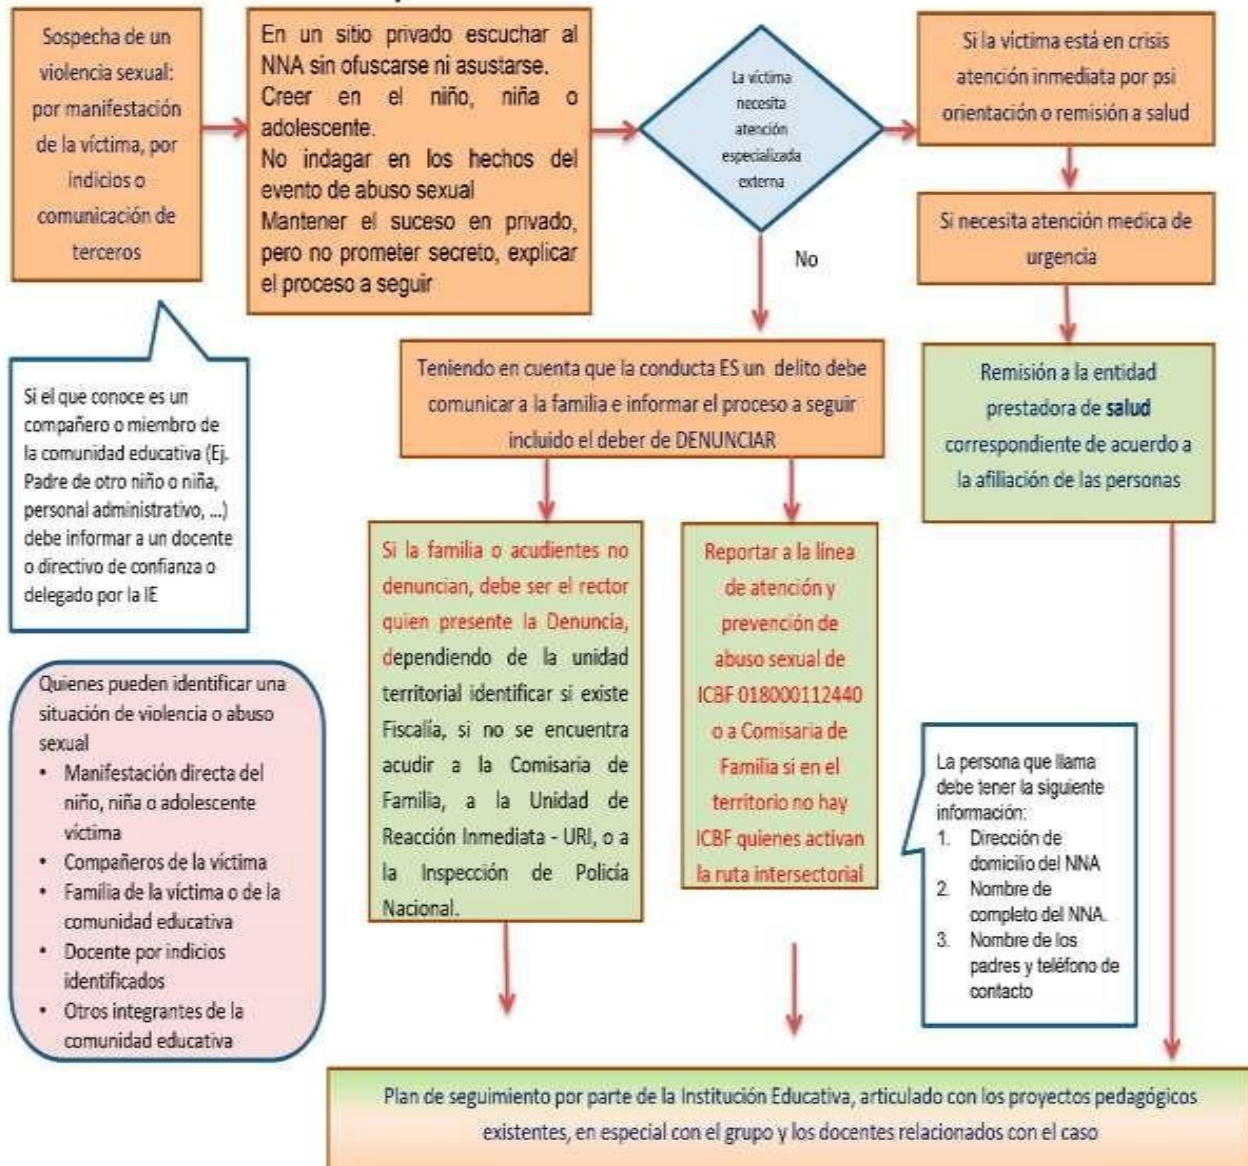 Sospecha de un
violencia sexual:
por manifestación
de la víctima, por
indicios o
comunicación de
terceros
En un sitio privado escuchar al
NNA sin ofuscarse ni asustarse.
Creer en el niño, niña o
adolescente.
No indagar en los hechos del
evento de abuso sexual
Mantener el suceso en privado,
pero no prometer secreto, explicar
el proceso a seguir
La víctima
necesita
atención
especializada
externa
Si la víctima está en crisis
atención inmediata por psi
orientación o remisión a salud
Si necesita atención medica de
urgencia
No
Remisión a la entidad
prestadora de salud
correspondiente de acuerdo a
la afiliación de las personas
Teniendo en cuenta que la conducta ES un delito debe
comunicar a la familia e informar el proceso a seguir
incluido el deber de DENUNCIAR
Si el que conoce es un
compañero o miembro de
la comunidad educativa (Ej.
Padre de otro niño o niña,
personal administrativo, ...)
debe informar a un docente
o directivo de confianza o
delegado por la IE
Si la familia o acudientes no
denuncian, debe ser el rector
quien presente la Denuncia,
dependiendo de la unidad
territorial identificar si existe
Fiscalía, si no se encuentra
acudir a la Comisaria de
Familia, a la Unidad de
Reacción Inmediata - URI, o a
la Inspección de Policía
Nacional.
Reportar a la línea
de atención y
prevención de
abuso sexual de
ICBF 018000112440
o a Comisaria de
Familia si en el
territorio no hay
ICBF quienes activan
la ruta intersectorial
Quienes pueden identificar una
situación de violencia o abuso
sexual
• Manifestación directa del
niño, niña o adolescente
víctima
• Compañeros de la víctima
• Familia de la víctima o de la
comunidad educativa
• Docente por indicios
identificados
• Otros integrantes de la
comunidad educativa
La persona que llama
debe tener la siguiente
información:
1. Dirección de
domicilio del NNA
2. Nombre de
completo del NNA.
3. Nombre de los
padres y teléfono de
contacto
Plan de seguimiento por parte de la Institución Educativa, articulado con los proyectos pedagógicos
existentes, en especial con el grupo y los docentes relacionados con el caso